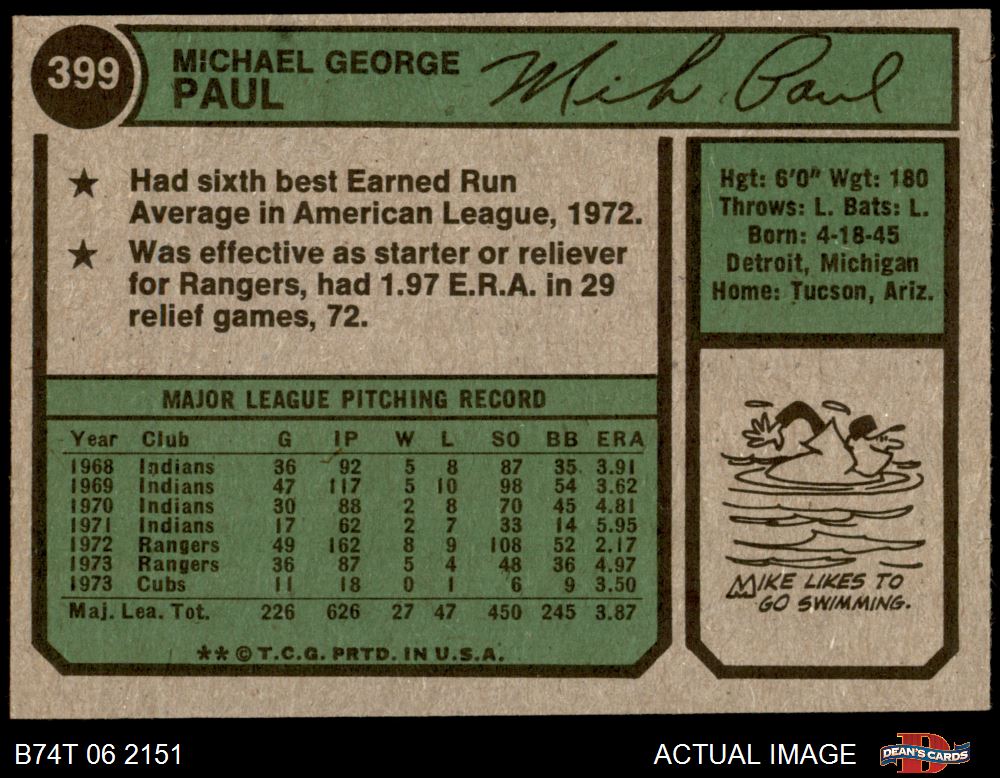 399
MICHAEL GEORGE
PAUL
Mike Paul
★ Had sixth best Earned Run
Average in American League, 1972.
★ Was effective as starter or reliever
for Rangers, had 1.97 E.R.A. in 29
relief games, 72.
Hgt: 6'0" Wgt: 180
Throws: L. Bats: L.
Born: 4-18-45
Detroit, Michigan
Home: Tucson, Ariz.
MAJOR LEAGUE PITCHING RECORD
Year Club G IP W L SO BB ERA
1968 Indians 36 92 5 8 87 35 3.91
1969 Indians 47 117 5 10 98 54 3.62
1970 Indians 30 88 2 8 70 45 4.81
1971 Indians 17 62 2 7 33 14 5.95
1972 Rangers 49 162 8 9 108 52 2.17
1973 Rangers 36 87 5 4 48 36 4.97
1973 Cubs 11 18 0 1 6 9 3.50
Maj. Lea. Tot. 226 626 27 47 450 245 3.87
**© T.C.G. PRTD. IN U.S.A.
MIKE LIKES TO
GO SWIMMING.
B74T 06 2151
ACTUAL IMAGE
DEAN'S CARDS